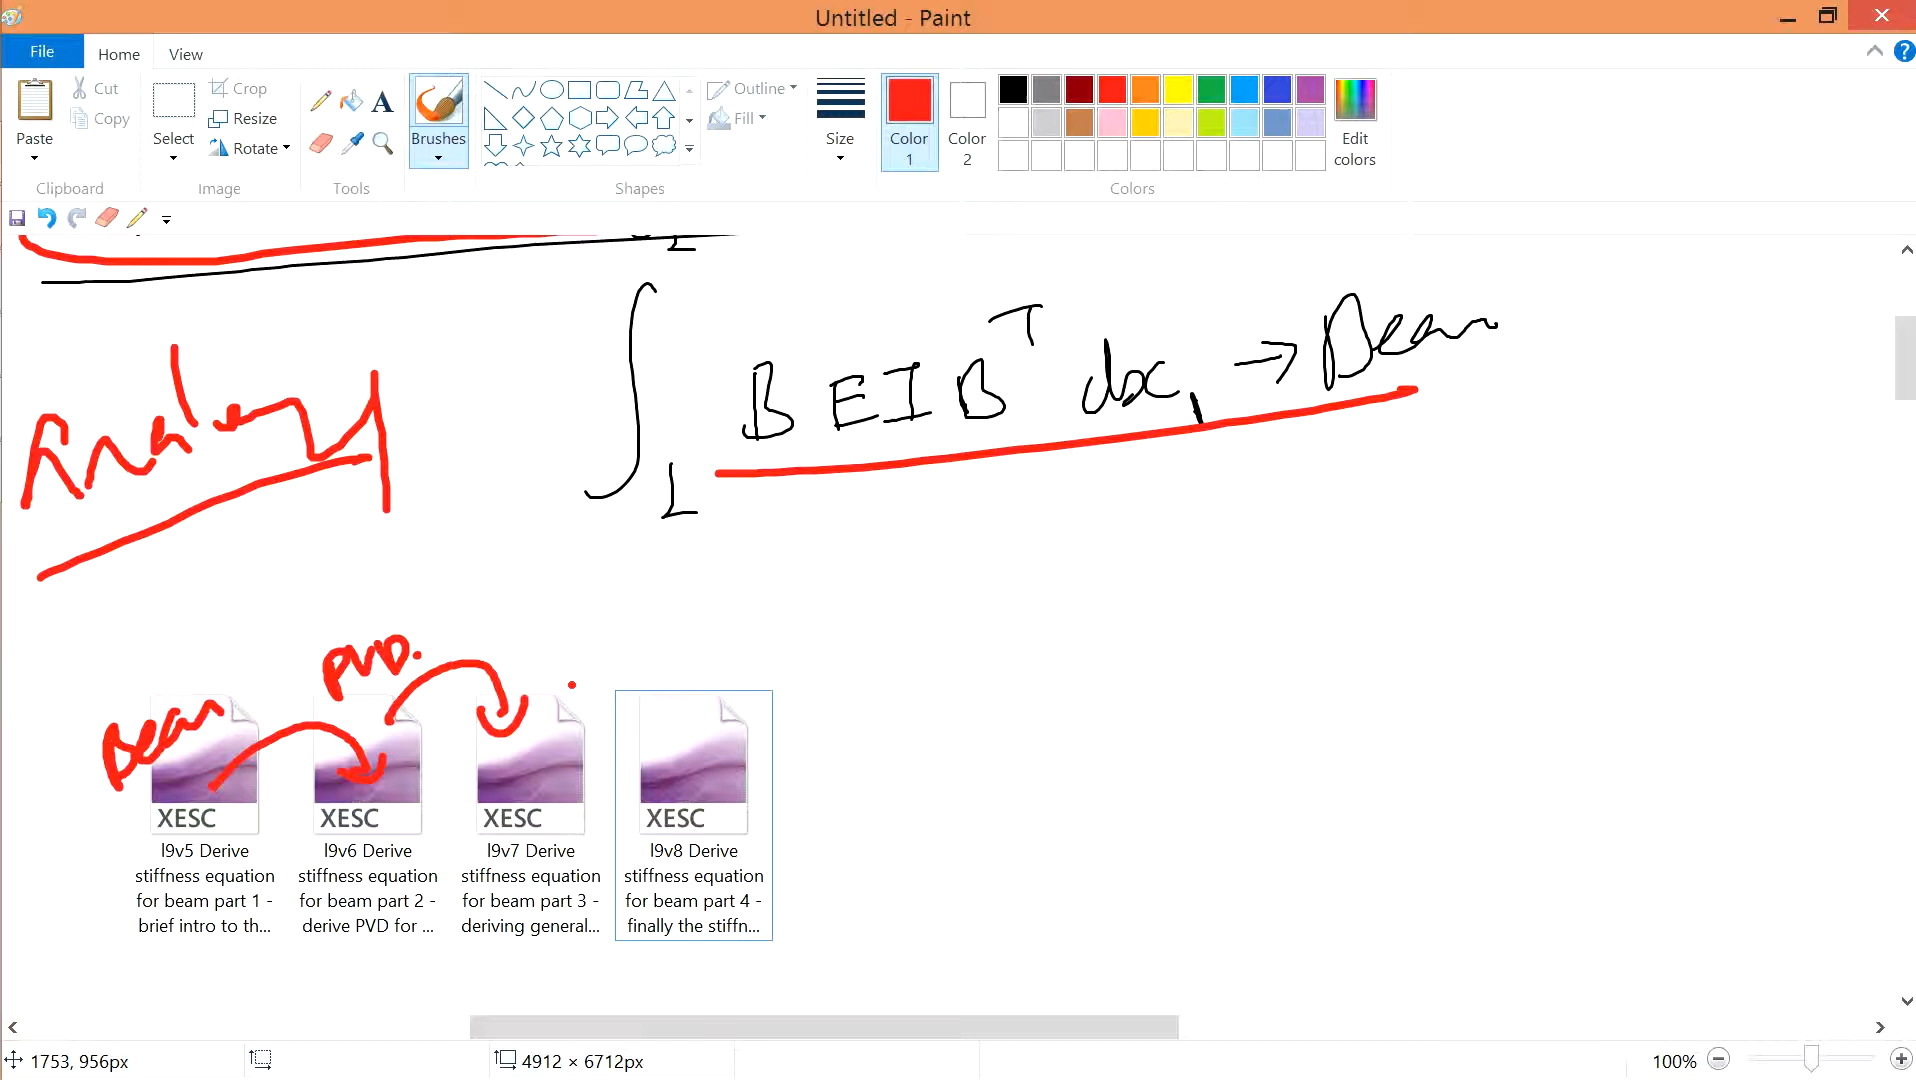 Untitled - Paint
File Home View
Paste Cut Copy Select Crop Resize Rotate Brushes Outline Fill Size Color 1 Color 2 Edit colors
Clipboard Image Tools Shapes Colors
L
∫ B E I B^T dx₁ → Beam
L
PVD.
Beam
XESC XESC XESC XESC
l9v5 Derive stiffness equation for beam part 1 - brief intro to th...
l9v6 Derive stiffness equation for beam part 2 - derive PVD for ...
l9v7 Derive stiffness equation for beam part 3 - deriving general...
l9v8 Derive stiffness equation for beam part 4 - finally the stiffn...
1753, 956px 4912 × 6712px 100%